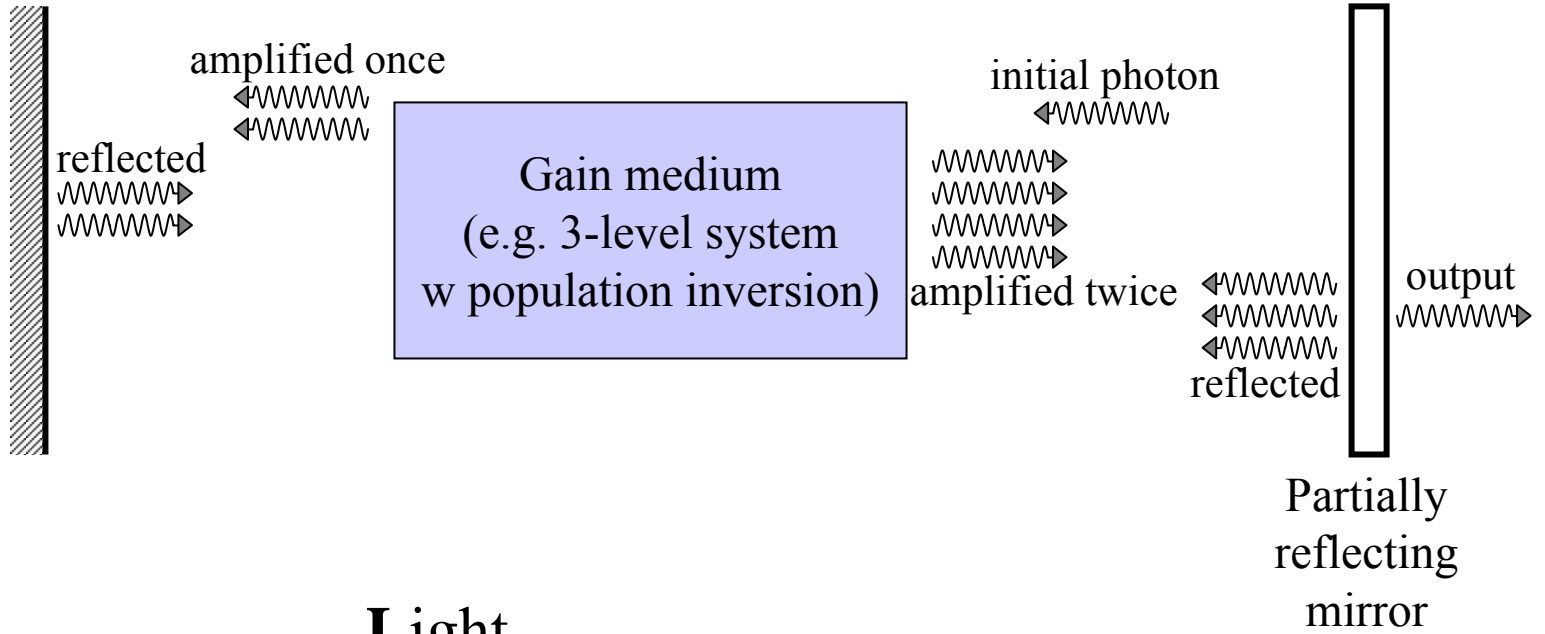 amplified once
initial photon
reflected
Gain medium
(e.g. 3-level system
w population inversion)
amplified twice
output
reflected
Partially
reflecting
mirror
Light